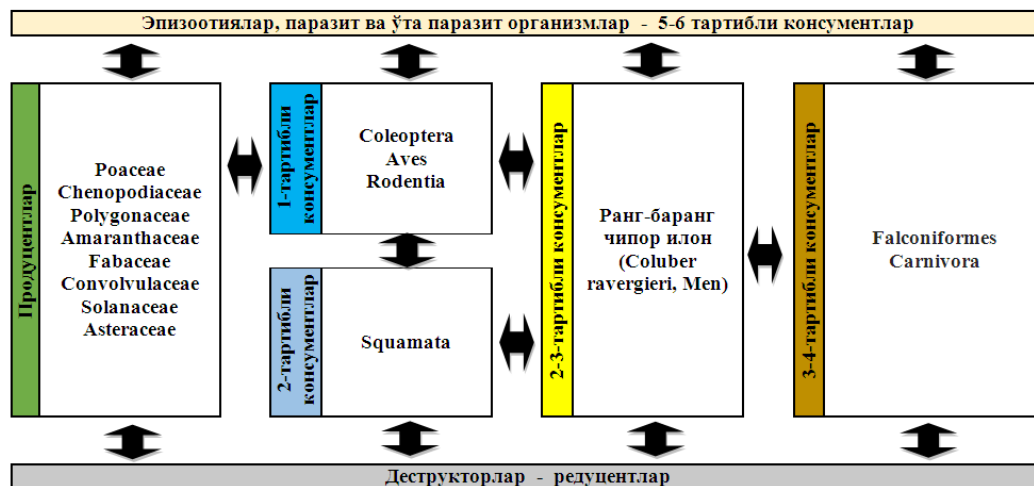 Эпизоотиялар, паразит ва ўта паразит организмлар - 5-6 тартибли консументлар
Продуцентлар
Poaceae
Chenopodiaceae
Polygonaceae
Amaranthaceae
Fabaceae
Convolvulaceae
Solanaceae
Asteraceae
1-тартибли
консументлар
Coleoptera
Aves
Rodentia
2-тартибли
консументлар
Squamata
2-3-тартибли консументлар
Ранг-баранг
чипор илон
(Coluber
ravergieri, Men)
3-4-тартибли консументлар
Falconiformes
Carnivora
Деструкторлар - редуцентлар